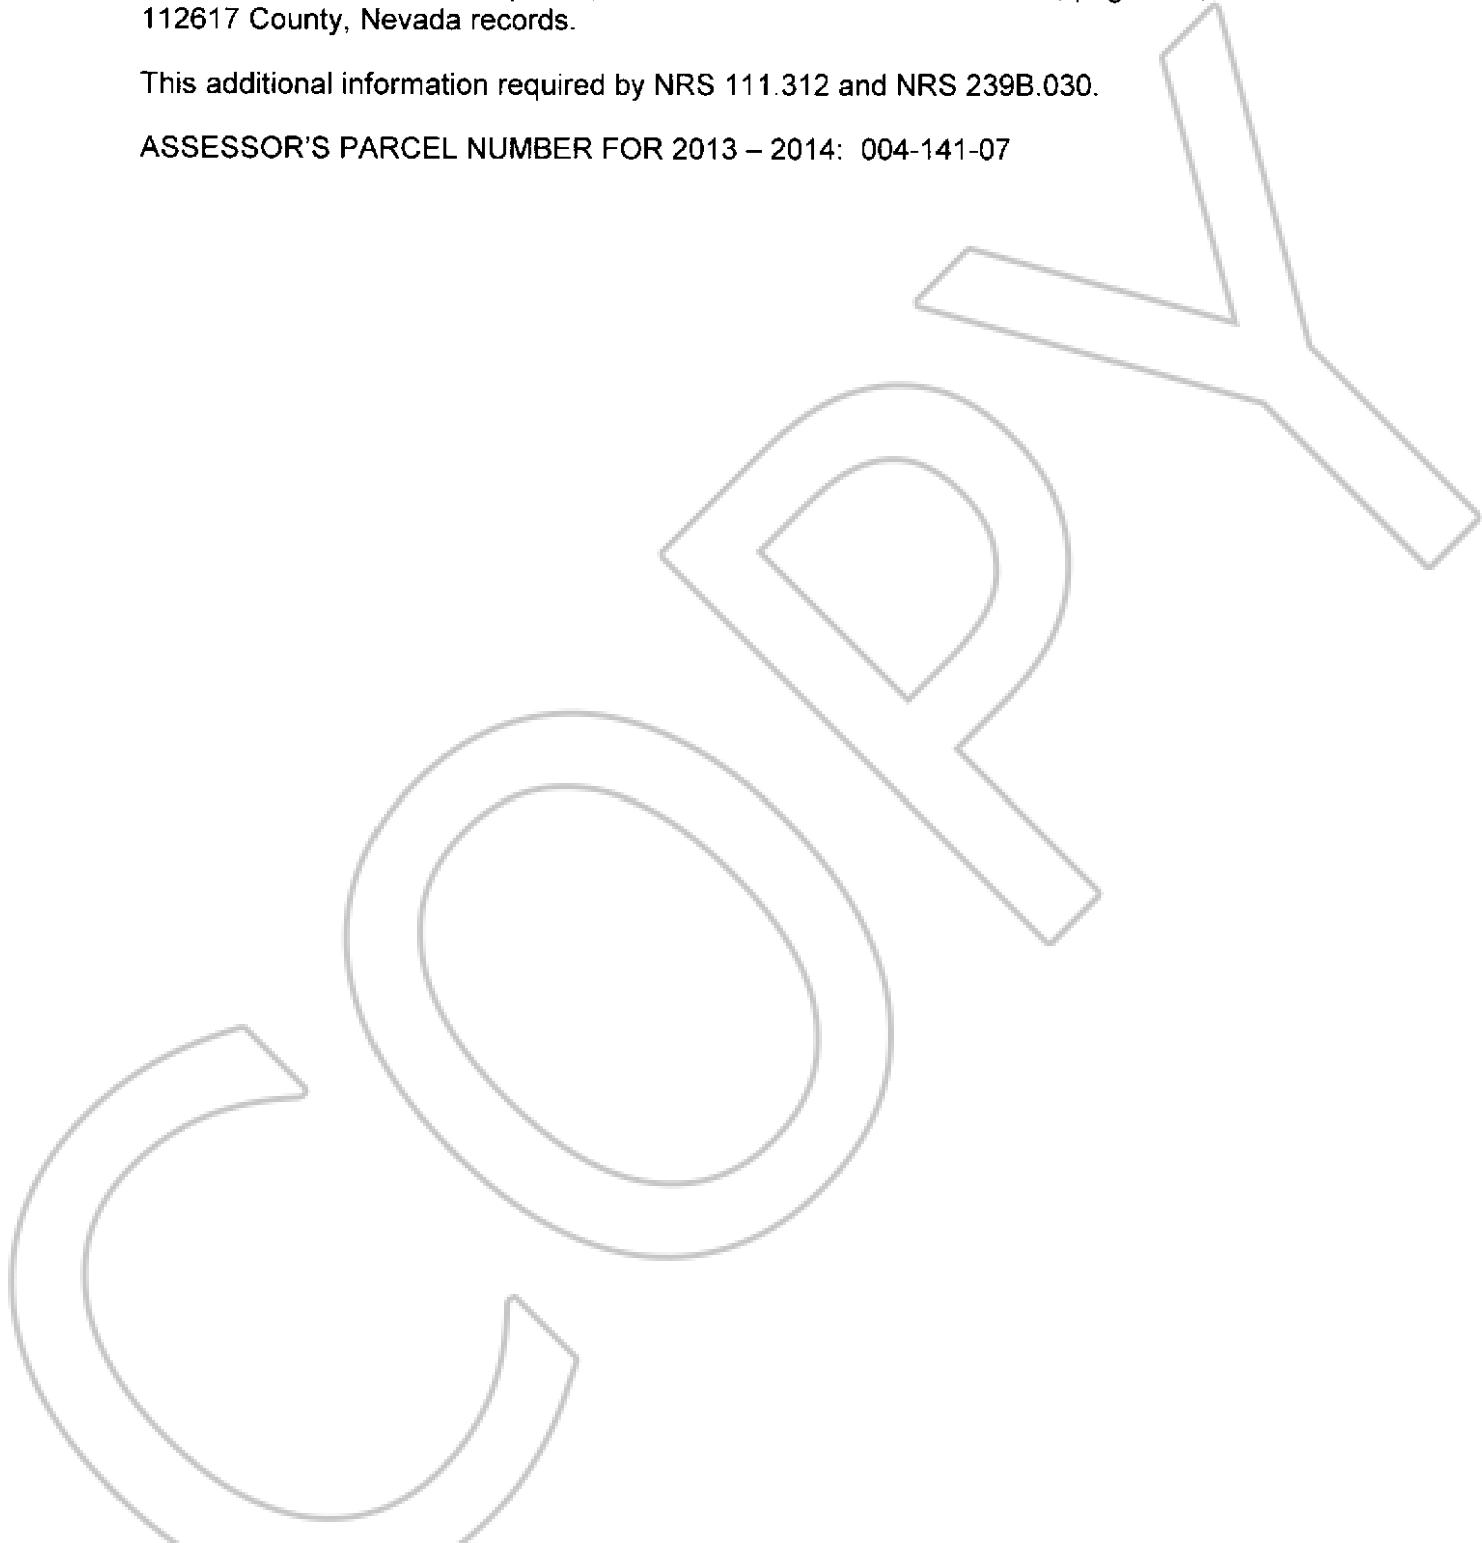 112617 County, Nevada records.
This additional information required by NRS 111.312 and NRS 239B.030.
ASSESSOR'S PARCEL NUMBER FOR 2013 – 2014: 004-141-07
COPY